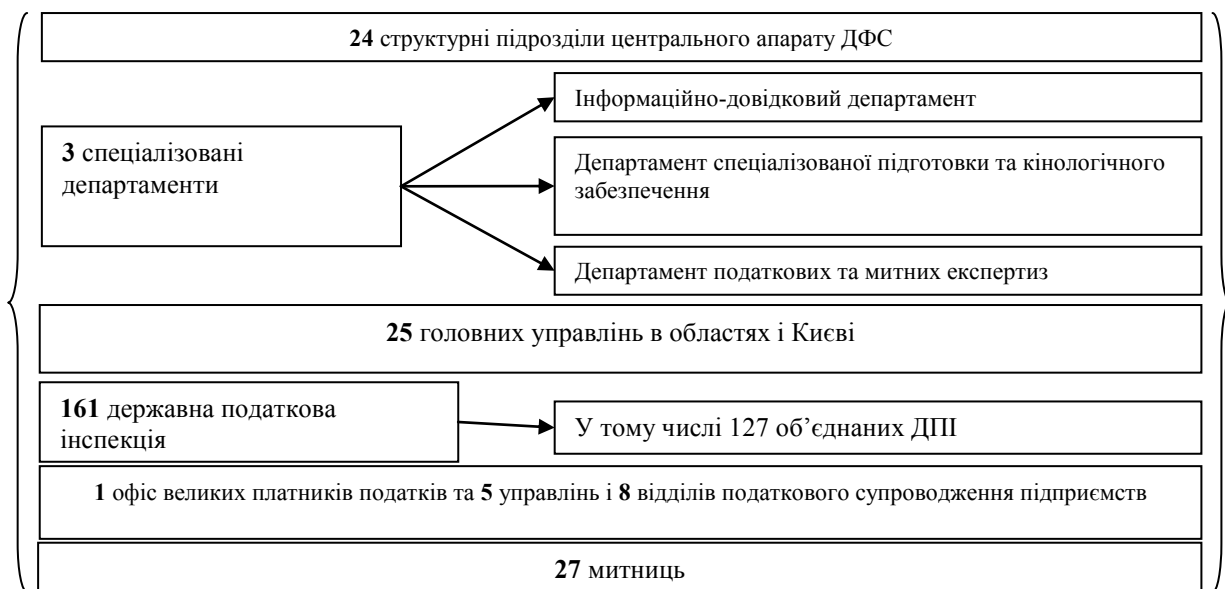 24 структурні підрозділи центрального апарату ДФС
Інформаційно-довідковий департамент
3 спеціалізовані
департаменти
Департамент спеціалізованої підготовки та кінологічного
забезпечення
Департамент податкових та митних експертиз
25 головних управлінь в областях і Києві
161 державна податкова
інспекція
У тому числі 127 об’єднаних ДПІ
1 офіс великих платників податків та 5 управлінь і 8 відділів податкового супроводження підприємств
27 митниць